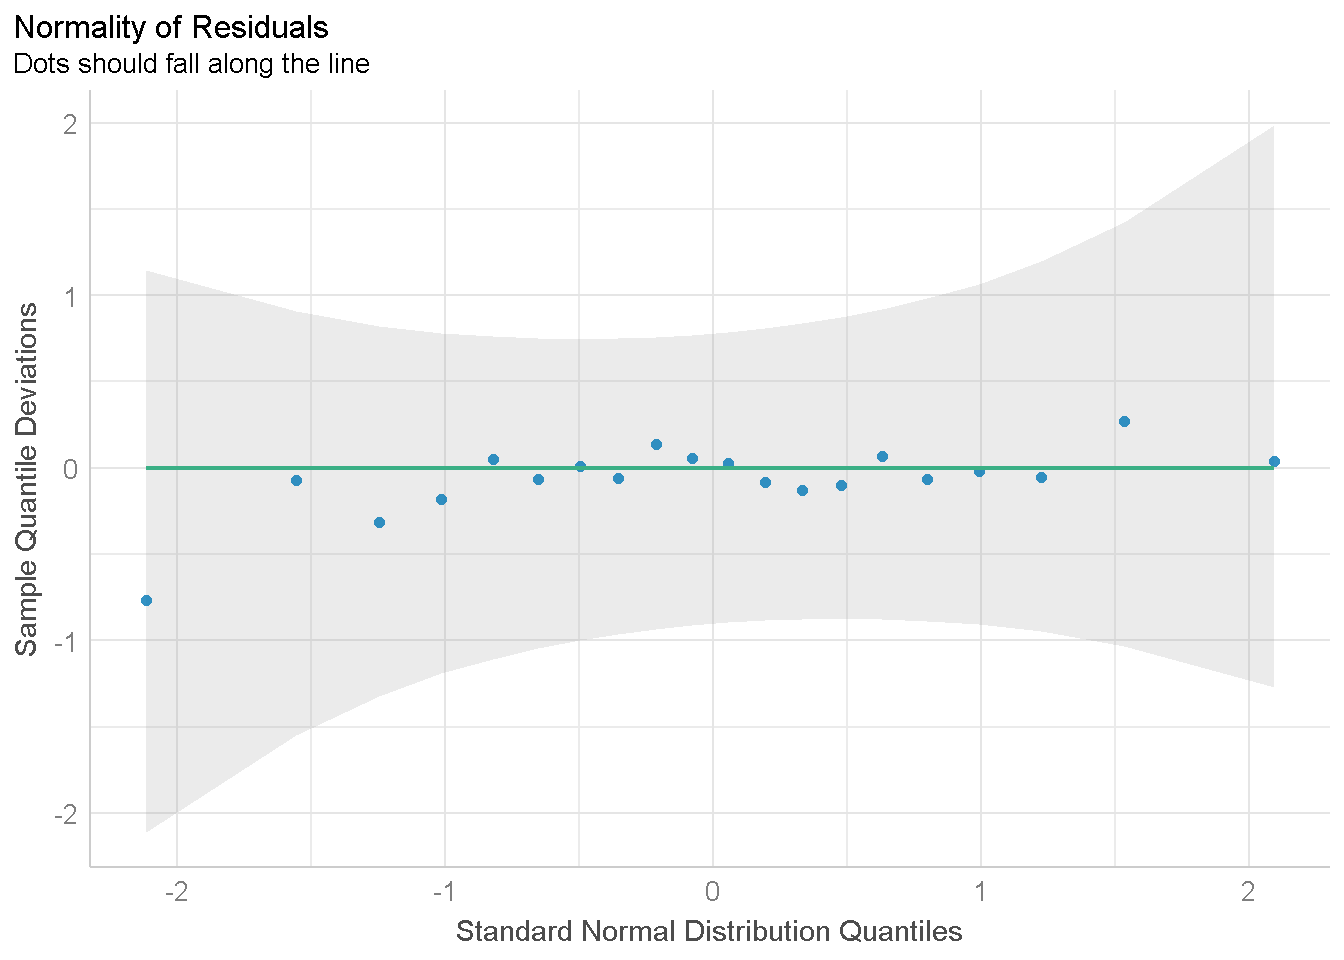 Normality of Residuals
Dots should fall along the line
Sample Quantile Deviations
2
1
0
-1
-2
-2
-1
0
1
2
Standard Normal Distribution Quantiles